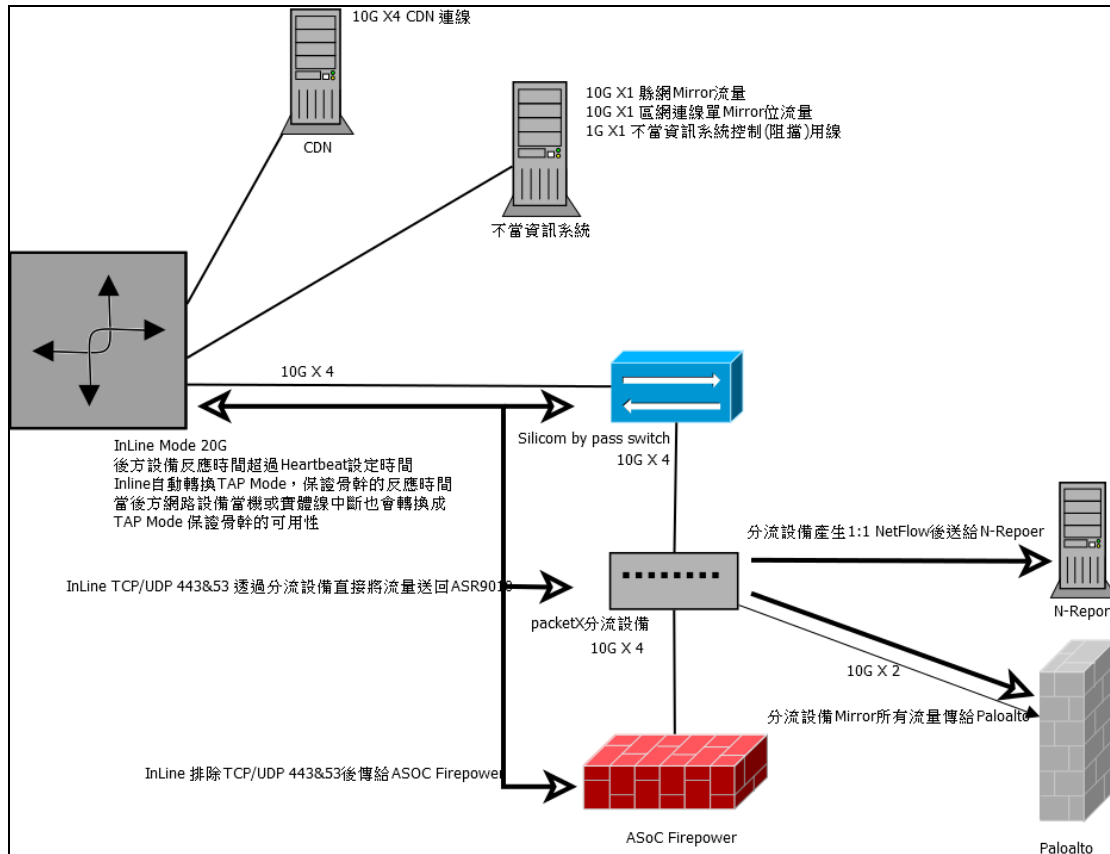 10G X4 CDN 連線
CDN
10G X1 縣網Mirror流量
10G X1 區網連線單Mirror位流量
1G X1 不當資訊系統控制(阻擋)用線
不當資訊系統
10G X 4
InLine Mode 20G
後方設備反應時間超過Heartbeat設定時間
Inline自動轉換TAP Mode，保證骨幹的反應時間
當後方網路設備當機或實體線中斷也會轉換成
TAP Mode 保證骨幹的可用性
Silicom by pass switch
10G X 4
分流設備產生1:1 NetFlow後送給N-Repoer
N-Repor
InLine TCP/UDP 443&53 透過分流設備直接將流量送回ASR9010
packetX分流設備
10G X 4
10G X 2
分流設備Mirror所有流量傳給Paloalto
InLine 排除TCP/UDP 443&53後傳給ASOC Firepower
ASoC Firepower
Paloalto